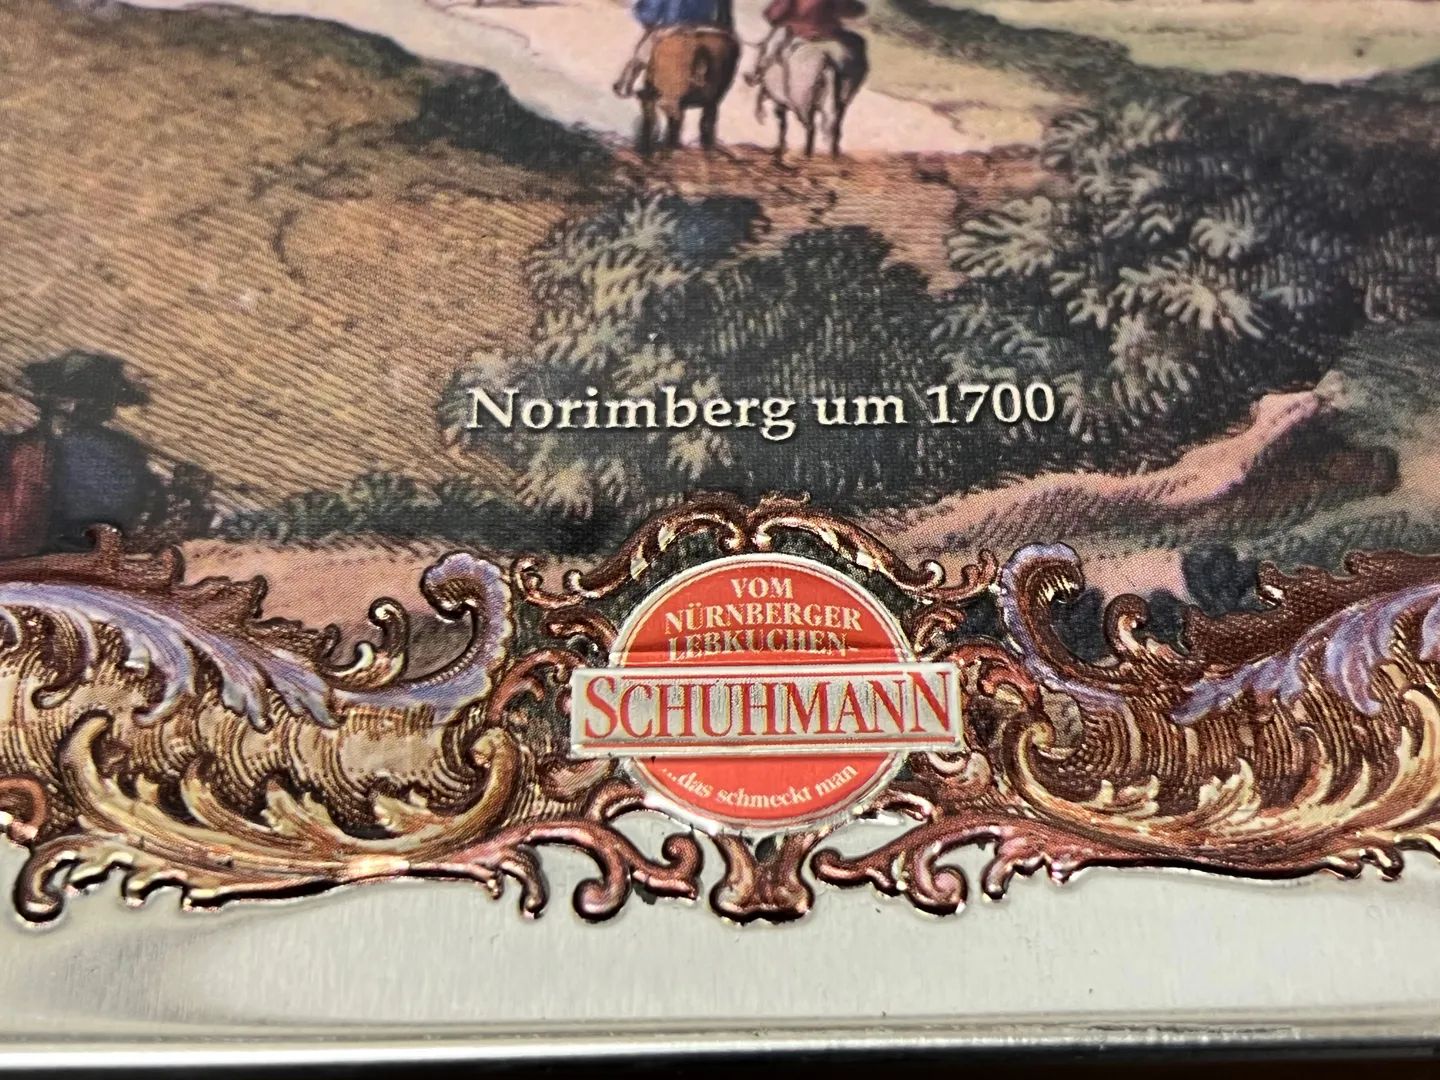 Norimberg um 1700
VOM
NÜRNBERGER
LEBKUCHEN-
SCHUHMANN
...das schmeckt man